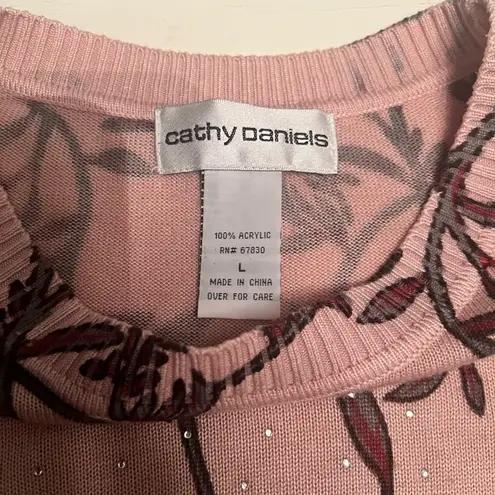 cathy Daniels
100% ACRYLIC
RN# 67830
L
MADE IN CHINA
OVER FOR CARE